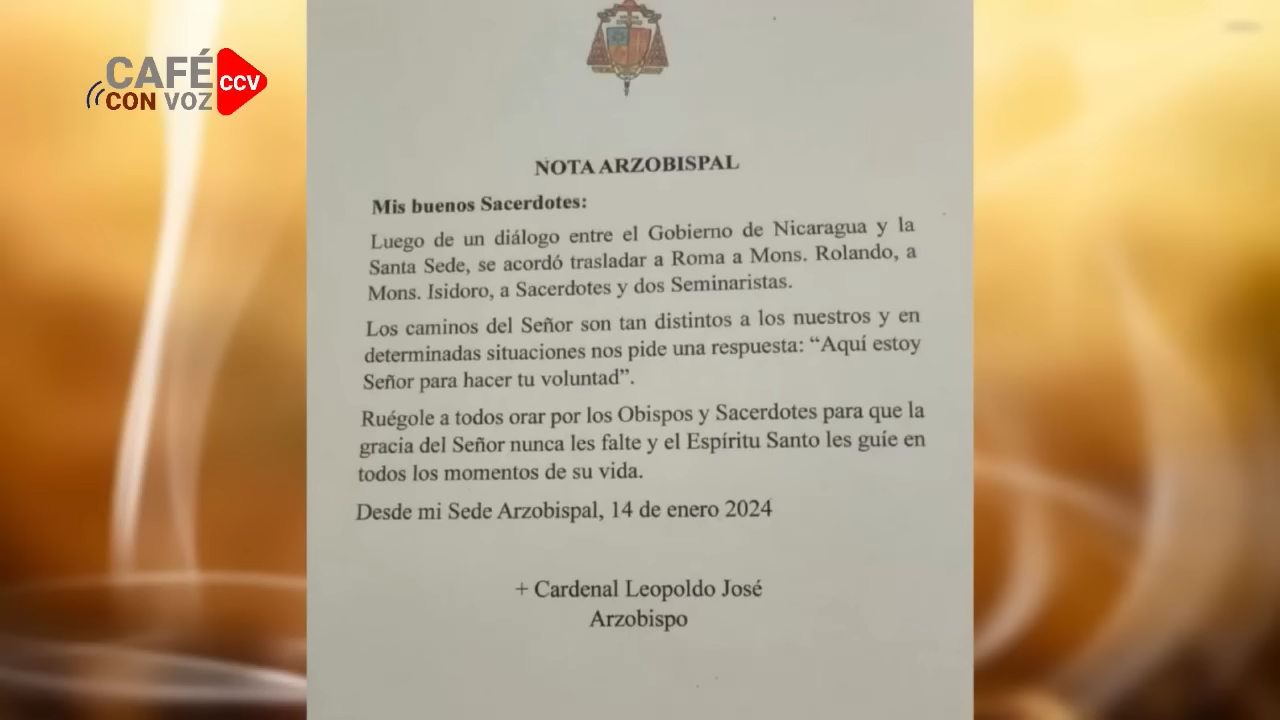 CAFÉ
CON VOZ
CCV
NOTA ARZOBISPAL
Mis buenos Sacerdotes:
Luego de un diálogo entre el Gobierno de Nicaragua y la
Santa Sede, se acordó trasladar a Roma a Mons. Rolando, a
Mons. Isidoro, a Sacerdotes y dos Seminaristas.
Los caminos del Señor son tan distintos a los nuestros y en
determinadas situaciones nos pide una respuesta: “Aquí estoy
Señor para hacer tu voluntad”.
Ruégole a todos orar por los Obispos y Sacerdotes para que la
gracia del Señor nunca les falte y el Espíritu Santo les guíe en
todos los momentos de su vida.
Desde mi Sede Arzobispal, 14 de enero 2024
+ Cardenal Leopoldo José
Arzobispo